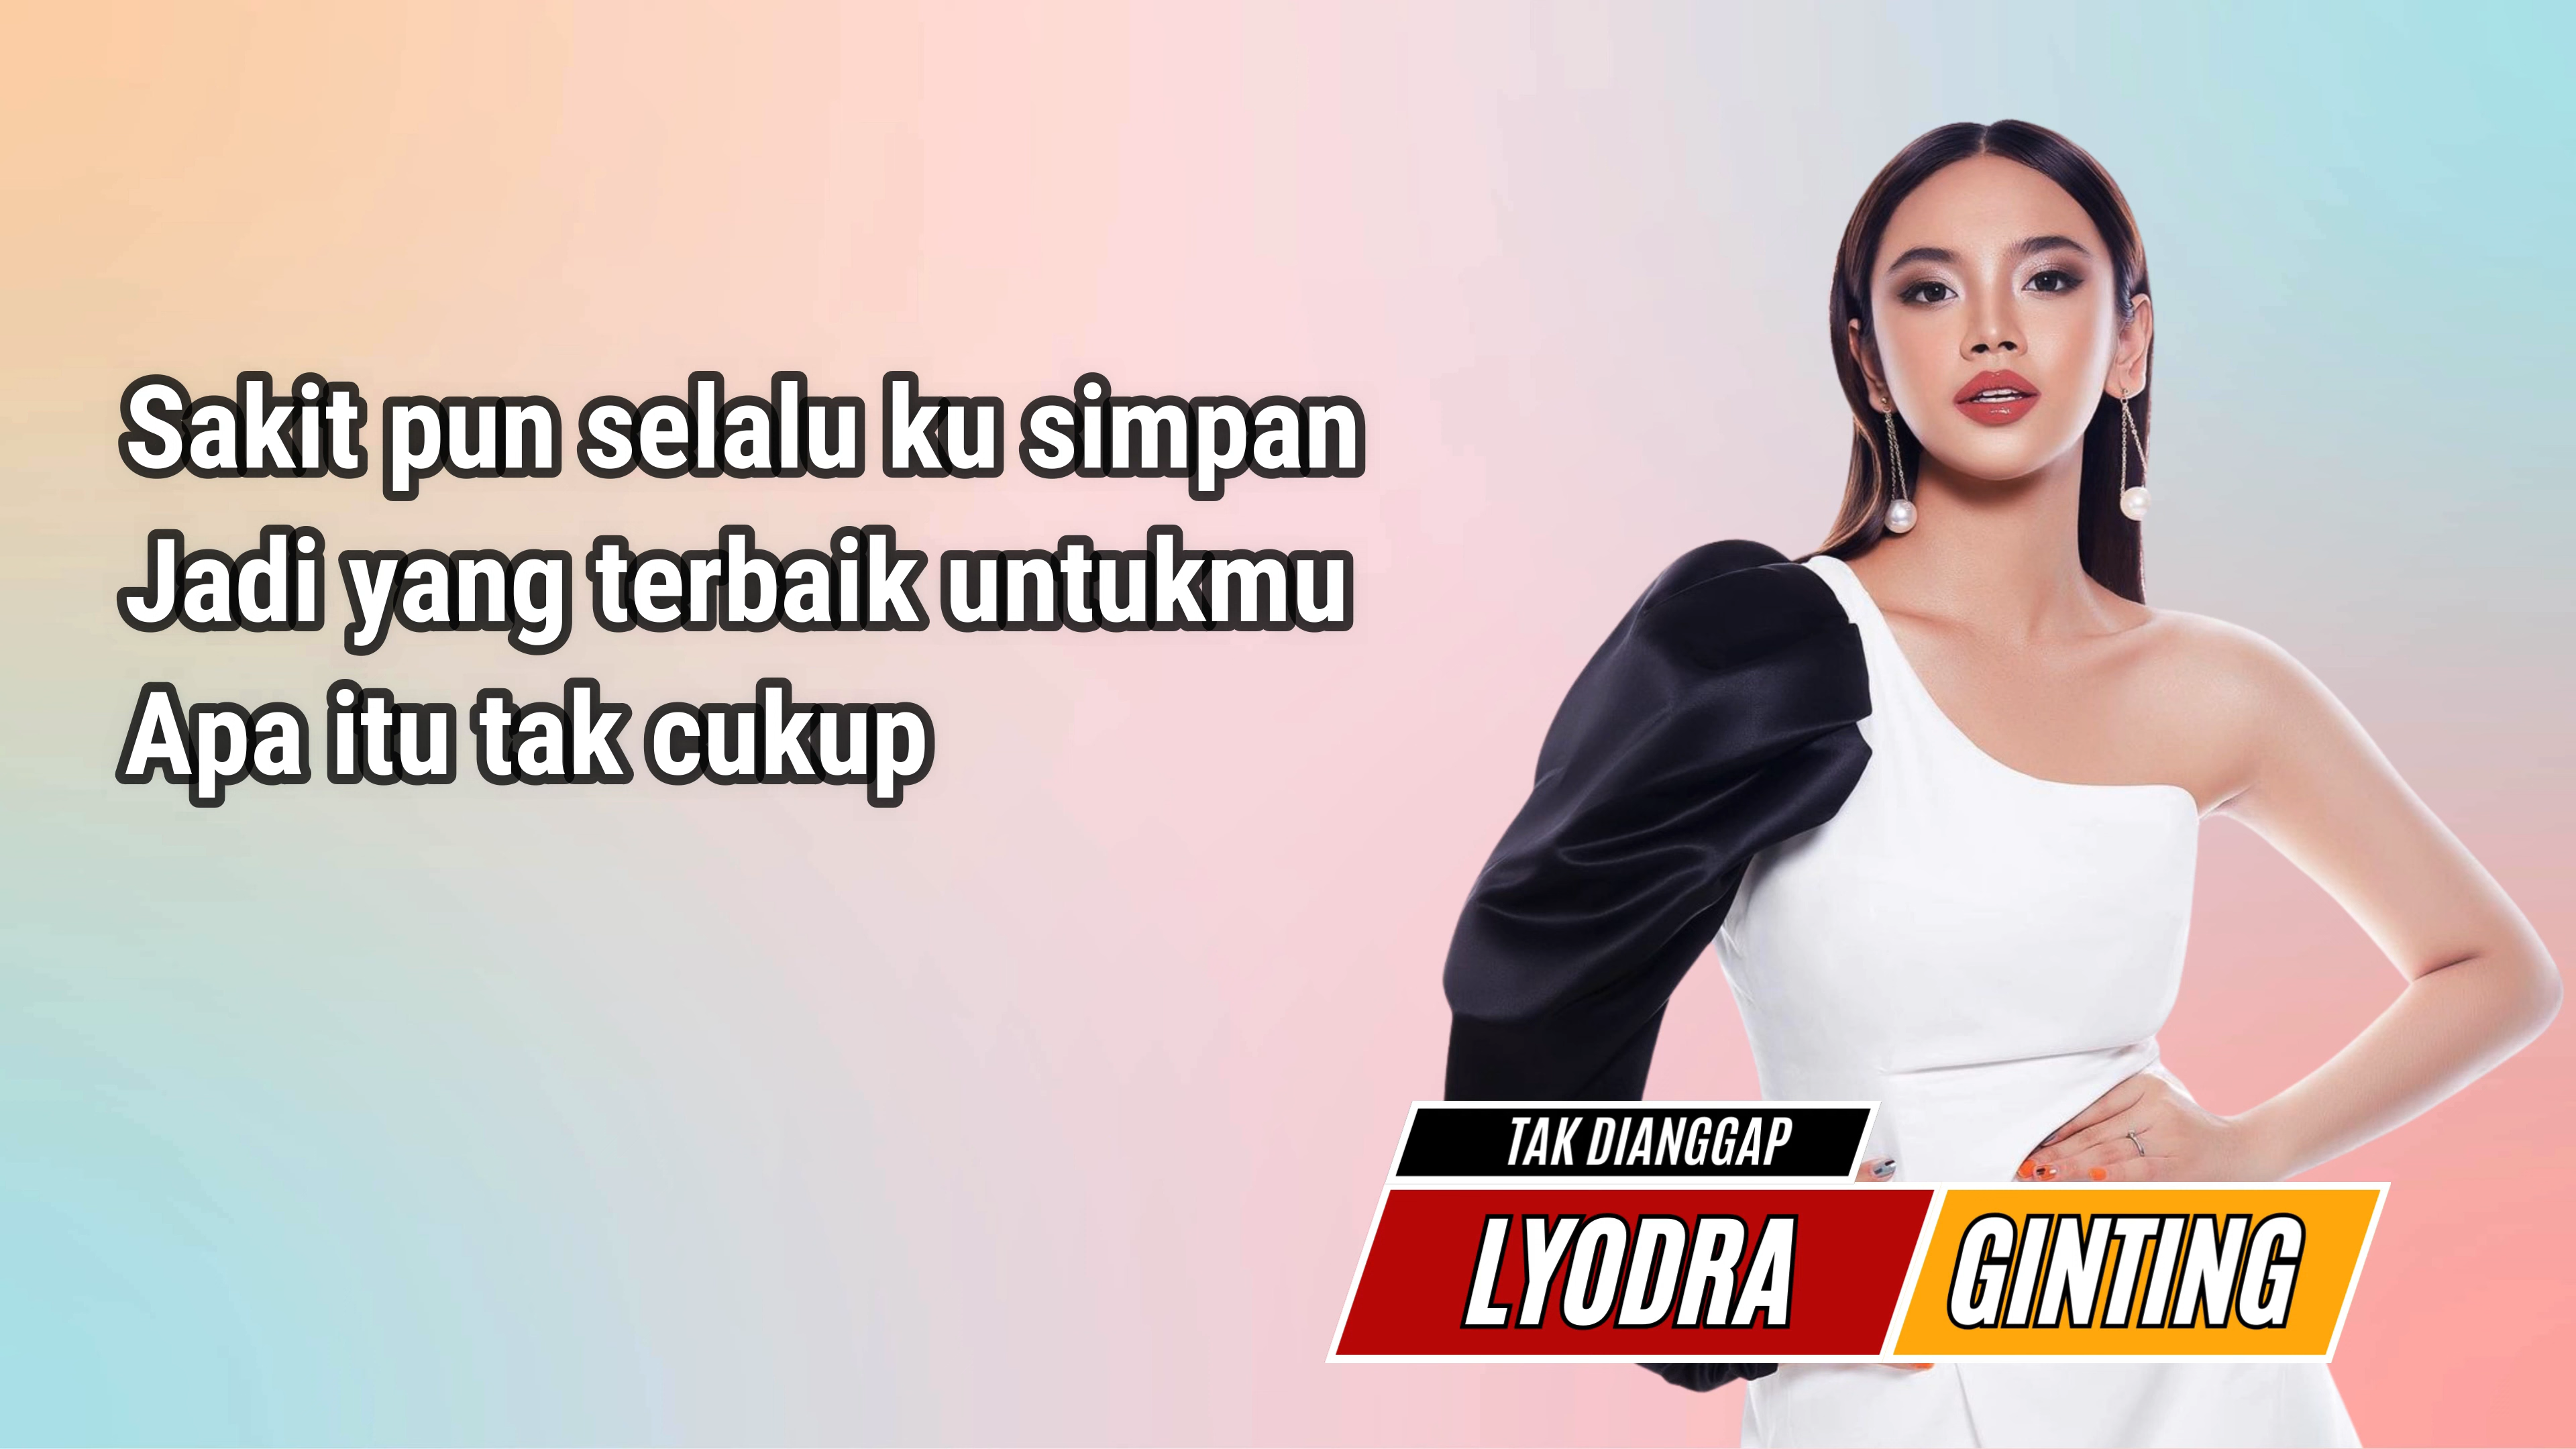 Sakit pun selalu ku simpan
Jadi yang terbaik untukmu
Apa itu tak cukup
TAK DIANGGAP
LYODRA GINTING